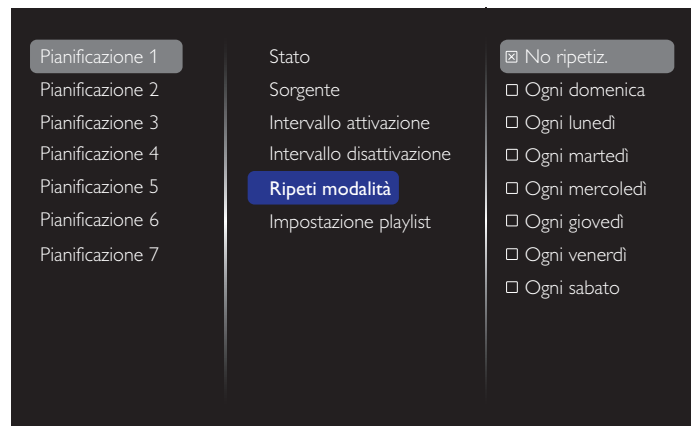 Pianificazione 1
Pianificazione 2
Pianificazione 3
Pianificazione 4
Pianificazione 5
Pianificazione 6
Pianificazione 7
Stato
Sorgente
Intervallo attivazione
Intervallo disattivazione
Ripeti modalità
Impostazione playlist
No ripetiz.
Ogni domenica
Ogni lunedì
Ogni martedì
Ogni mercoledì
Ogni giovedì
Ogni venerdì
Ogni sabato